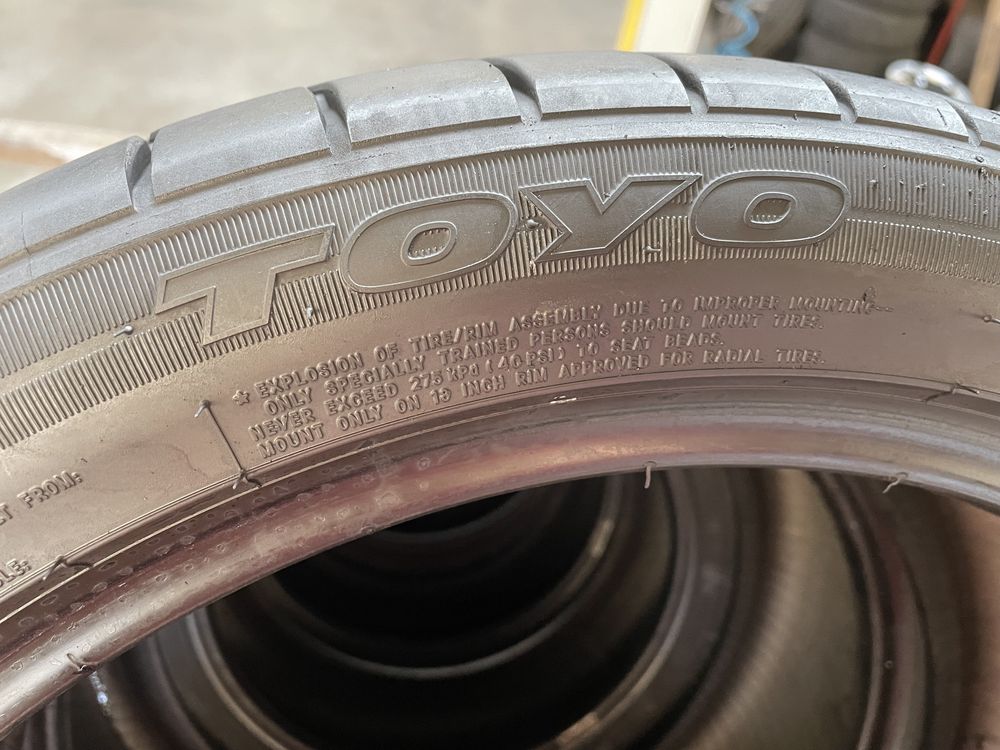 TOYO
★ EXPLOSION OF TIRE/RIM ASSEMBLY DUE TO IMPROPER MOUNTING--
ONLY SPECIALLY TRAINED PERSONS SHOULD MOUNT TIRES.
NEVER EXCEED 275 KPa (40 PSI) TO SEAT BEADS.
MOUNT ONLY ON 19 INCH RIM APPROVED FOR RADIAL TIRES.
FROM: